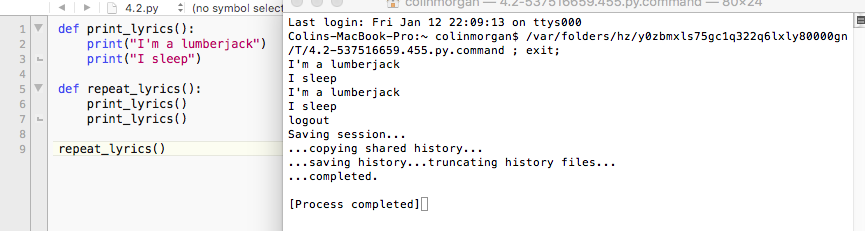 4.2.py (no symbol select
1 def print_lyrics():
2 print("I'm a lumberjack")
3 print("I sleep")
4
5 def repeat_lyrics():
6 print_lyrics()
7 print_lyrics()
8
9 repeat_lyrics()
colinmorgan — 4.2-537516659.455.py.command — 80×24
Last login: Fri Jan 12 22:09:13 on ttys000
Colins-MacBook-Pro:~ colinmorgan$ /var/folders/hz/y0zbmxls75gc1q322q6lxly80000gn
/T/4.2-537516659.455.py.command ; exit;
I'm a lumberjack
I sleep
I'm a lumberjack
I sleep
logout
Saving session...
...copying shared history...
...saving history...truncating history files...
...completed.
[Process completed]